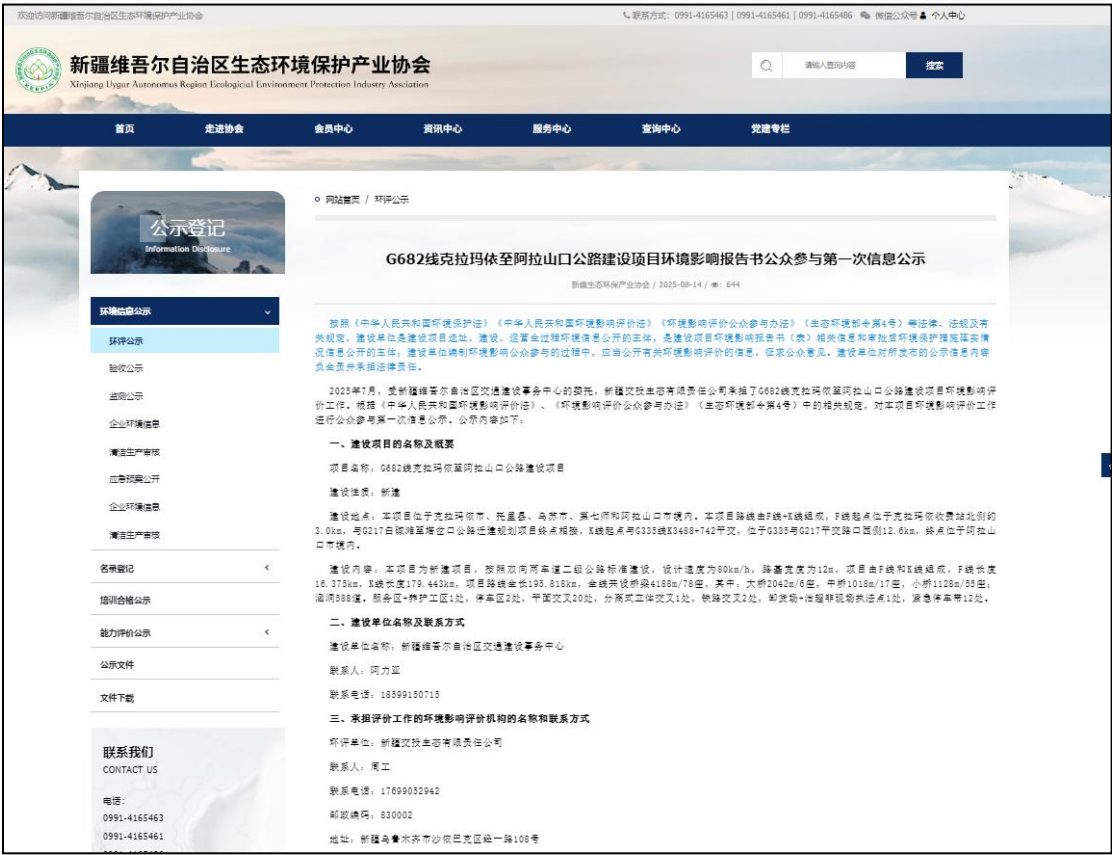 欢迎访问新疆维吾尔自治区生态环境保护产业协会
联系方式：0991-4165463 | 0991-4165461 | 0991-4165486 微信公众号 个人中心
新疆维吾尔自治区生态环境保护产业协会
Xinjiang Uygur Autonomus Region Ecologicial Environment Protection Industry Assciation
请输入查询内容 搜索
首页 走进协会 会员中心 资讯中心 服务中心 查询中心 党建专栏
公示登记
Information Disclosure
环境信息公示
环评公示
验收公示
监测公示
企业环境信息
清洁生产审核
应急预案公开
企业环境信息
清洁生产审核
名录登记
培训合格公示
能力评价公示
公示文件
文件下载
联系我们
CONTACT US
电话：
0991-4165463
0991-4165461
网站首页 / 环评公示
G682线克拉玛依至阿拉山口公路建设项目环境影响报告书公众参与第一次信息公示
新疆生态环保产业协会 / 2025-08-14 / 644
按照《中华人民共和国环境保护法》《中华人民共和国环境影响评价法》《环境影响评价公众参与办法》（生态环境部令第4号）等法律、法规及有
关规定，建设单位是建设项目选址、建设、运营全过程环境信息公开的主体，是建设项目环境影响报告书（表）相关信息和审批后环境保护措施落实情
况信息公开的主体；建设单位编制环境影响公众参与的过程中，应当公开有关环境影响评价的信息，征求公众意见。建设单位对所发布的公示信息内容
负全责并承担法律责任。
2025年7月，受新疆维吾尔自治区交通建设事务中心的委托，新疆交投生态有限责任公司承担了G682线克拉玛依至阿拉山口公路建设项目环境影响评
价工作。根据《中华人民共和国环境影响评价法》、《环境影响评价公众参与办法》（生态环境部令第4号）中的相关规定，对本项目环境影响评价工作
进行公众参与第一次信息公示。公示内容如下：
一、建设项目的名称及概要
项目名称：G682线克拉玛依至阿拉山口公路建设项目
建设性质：新建
建设地点：本项目位于克拉玛依市、托里县、乌苏市、第七师和阿拉山口市境内。本项目路线由F线+K线组成，F线起点位于克拉玛依收费站北侧约
3.0km，与G217白碱滩至塔岔口公路迁建规划项目终点相接，K线起点与G335线K3488+742平交，位于G335与G217平交路口西侧12.6km，终点位于阿拉山
口市境内。
建设内容：本项目为新建项目，按照双向两车道二级公路标准建设，设计速度为80km/h，路基宽度为12m，项目由F线和K线组成，F线长度
16.375km，K线长度179.443km，项目路线全长195.818km，全线共设桥梁4188m/78座，其中：大桥2042m/6座，中桥1018m/17座，小桥1128m/55座；
涵洞588道。服务区+养护工区1处，停车区2处，平面交叉20处，分离式立体交叉1处，铁路交叉2处，卸货场+治超非现场执法点1处，紧急停车带12处。
二、建设单位名称及联系方式
建设单位名称：新疆维吾尔自治区交通建设事务中心
联系人：阿力亚
联系电话：18599150715
三、承担评价工作的环境影响评价机构的名称和联系方式
环评单位：新疆交投生态有限责任公司
联系人：周工
联系电话：17699052942
邮政编码：830002
地址：新疆乌鲁木齐市沙依巴克区经一路108号